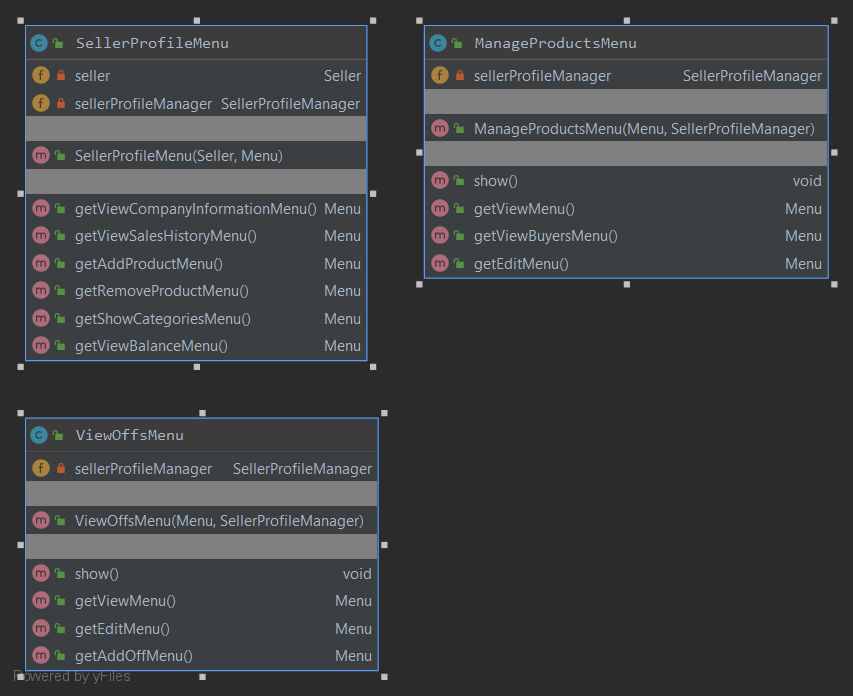 SellerProfileMenu
seller Seller
sellerProfileManager SellerProfileManager
SellerProfileMenu(Seller, Menu)
getViewCompanyInformationMenu() Menu
getViewSalesHistoryMenu() Menu
getAddProductMenu() Menu
getRemoveProductMenu() Menu
getShowCategoriesMenu() Menu
getViewBalanceMenu() Menu
ManageProductsMenu
sellerProfileManager SellerProfileManager
ManageProductsMenu(Menu, SellerProfileManager)
show() void
getViewMenu() Menu
getViewBuyersMenu() Menu
getEditMenu() Menu
ViewOffsMenu
sellerProfileManager SellerProfileManager
ViewOffsMenu(Menu, SellerProfileManager)
show() void
getViewMenu() Menu
getEditMenu() Menu
getAddOffMenu() Menu
Powered by yFiles